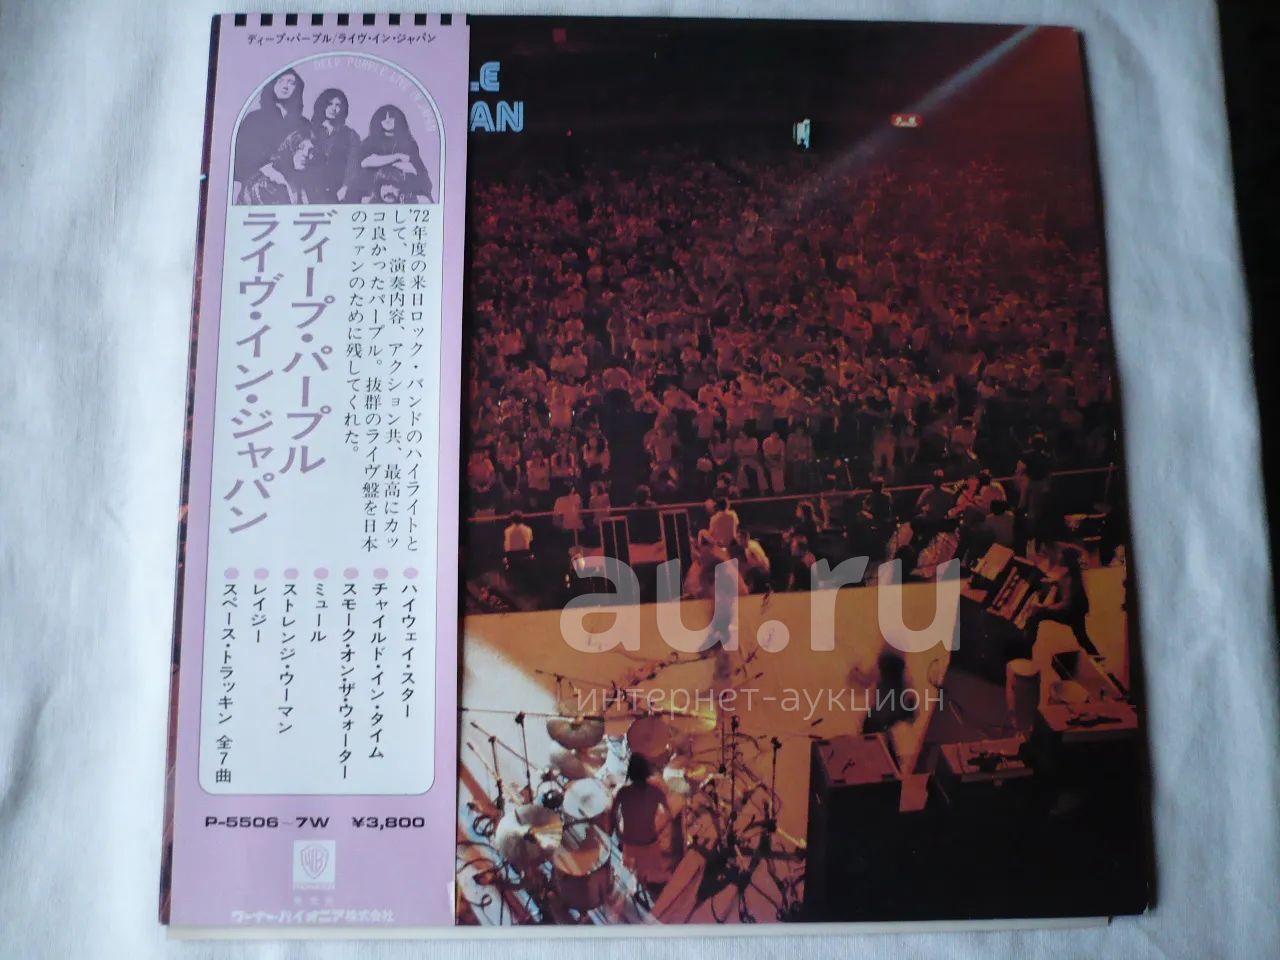 ディープ・パープル/ライヴ・イン・ジャパン
DEEP PURPLE LIVE IN JAPAN
LE
AN
'72年度の来日ロック・バンドのハイライトと
して、演奏内容、アクション共、最高にカッ
コ良かったパープル。抜群のライヴ盤を日本
のファンのために残してくれた。
ディープ・パープル
ライヴ・イン・ジャパン
●ハイウェイ・スター
●チャイルド・イン・タイム
●スモーク・オン・ザ・ウォーター
●ミュール
●ストレンジ・ウーマン
●レイジー
●スペース・トラッキン 全7曲
P-5506~7W ¥3,800
ワーナー・パイオニア株式会社
au.ru
интернет-аукцион